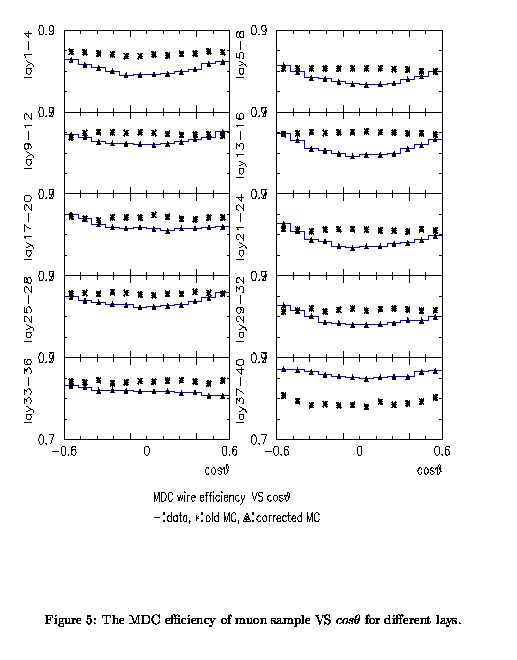 0.9 0.9
lay1-4 lay5-8
0.9 0.9
lay9-12 lay13-16
0.9 0.9
lay17-20 lay21-24
0.9 0.9
lay25-28 lay29-32
0.9
lay33-36 lay37-40
0.7 0.7
-0.6 0 0.6 -0.6 0 0.6
cosϑ cosϑ
MDC wire efficiency VS cosϑ
-:data, *:old MC, ▲:corrected MC
Figure 5: The MDC efficiency of muon sample VS cosθ for different lays.